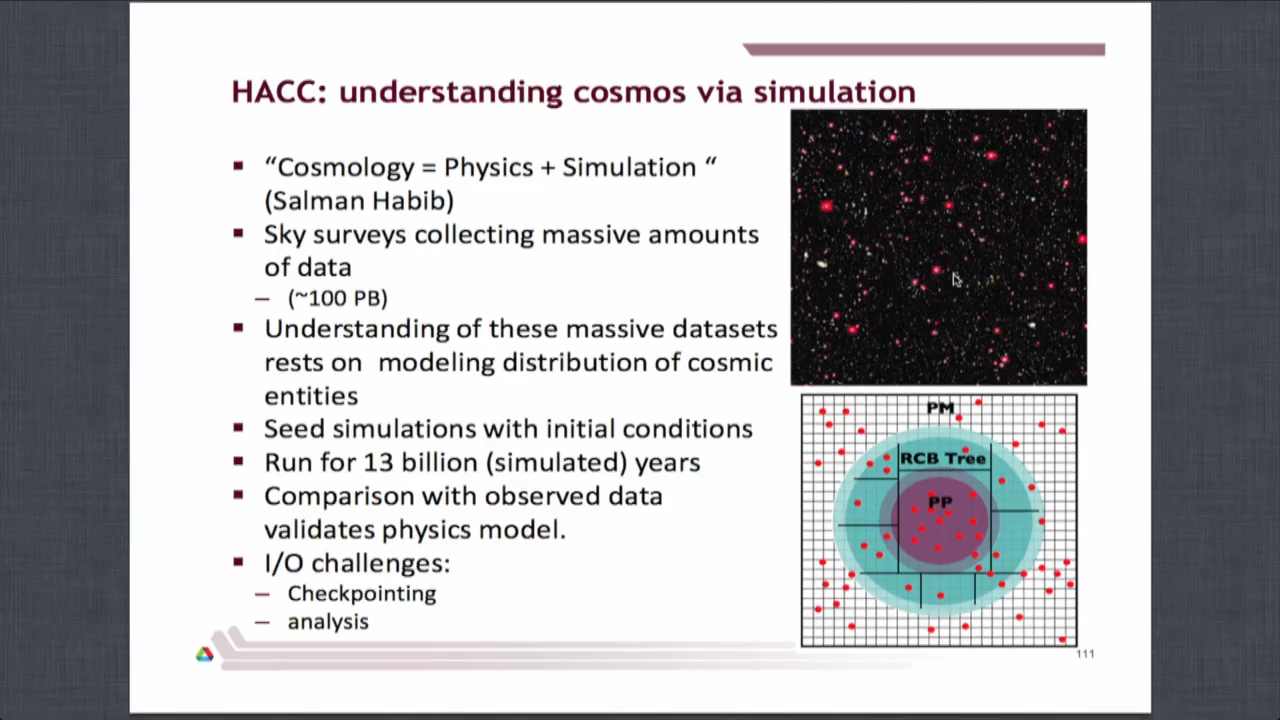 HACC: understanding cosmos via simulation
▪ “Cosmology = Physics + Simulation “
(Salman Habib)
▪ Sky surveys collecting massive amounts
of data
– (~100 PB)
▪ Understanding of these massive datasets
rests on modeling distribution of cosmic
entities
▪ Seed simulations with initial conditions
▪ Run for 13 billion (simulated) years
▪ Comparison with observed data
validates physics model.
▪ I/O challenges:
– Checkpointing
– analysis
PM
RCB Tree
PP
111